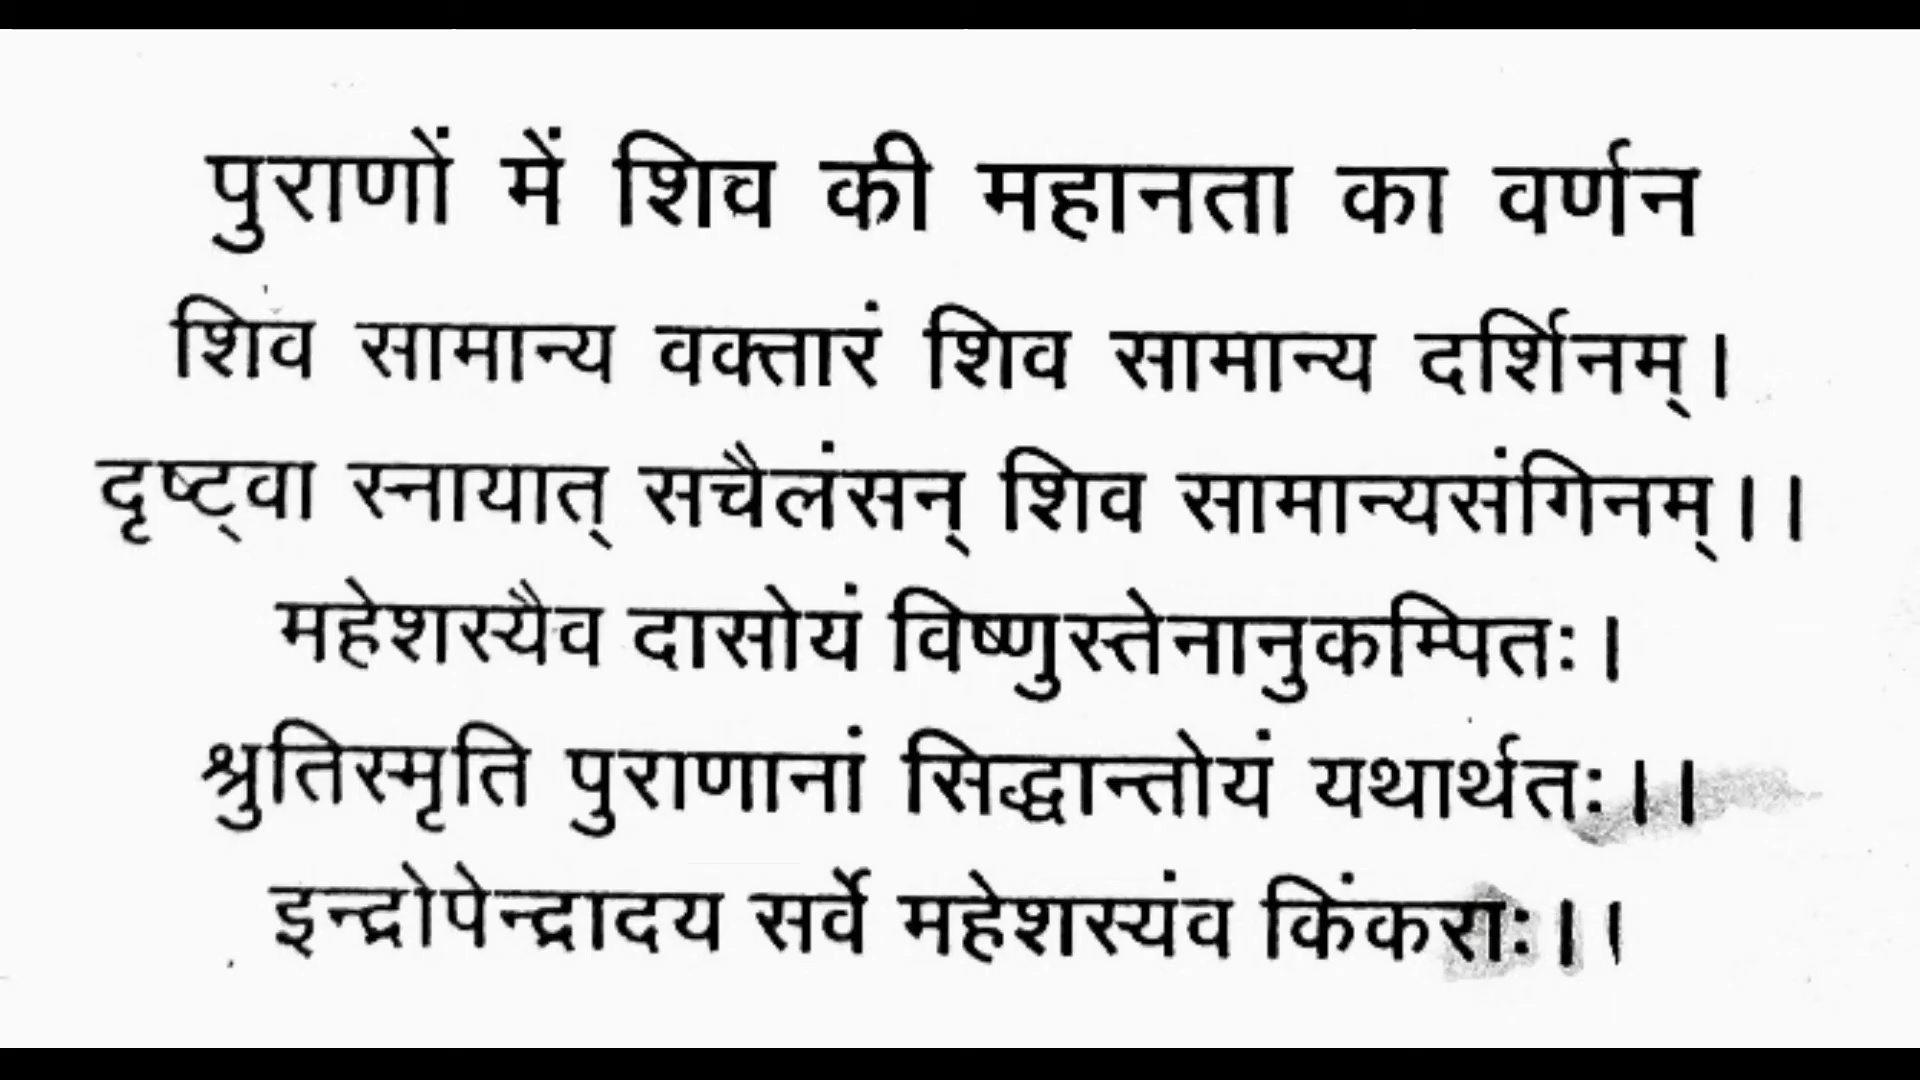 पुराणों में शिव की महानता का वर्णन
शिव सामान्य वक्तारं शिव सामान्य दर्शिनम्।
दृष्ट्वा स्नायात् सचैलंसन् शिव सामान्यसंगिनम्।।
महेशस्यैव दासोयं विष्णुस्तेनानुकम्पितः।
श्रुतिस्मृति पुराणानां सिद्धान्तोयं यथार्थतः।।
इन्द्रोपेन्द्रादय सर्वे महेशस्यंव किंकराः।।